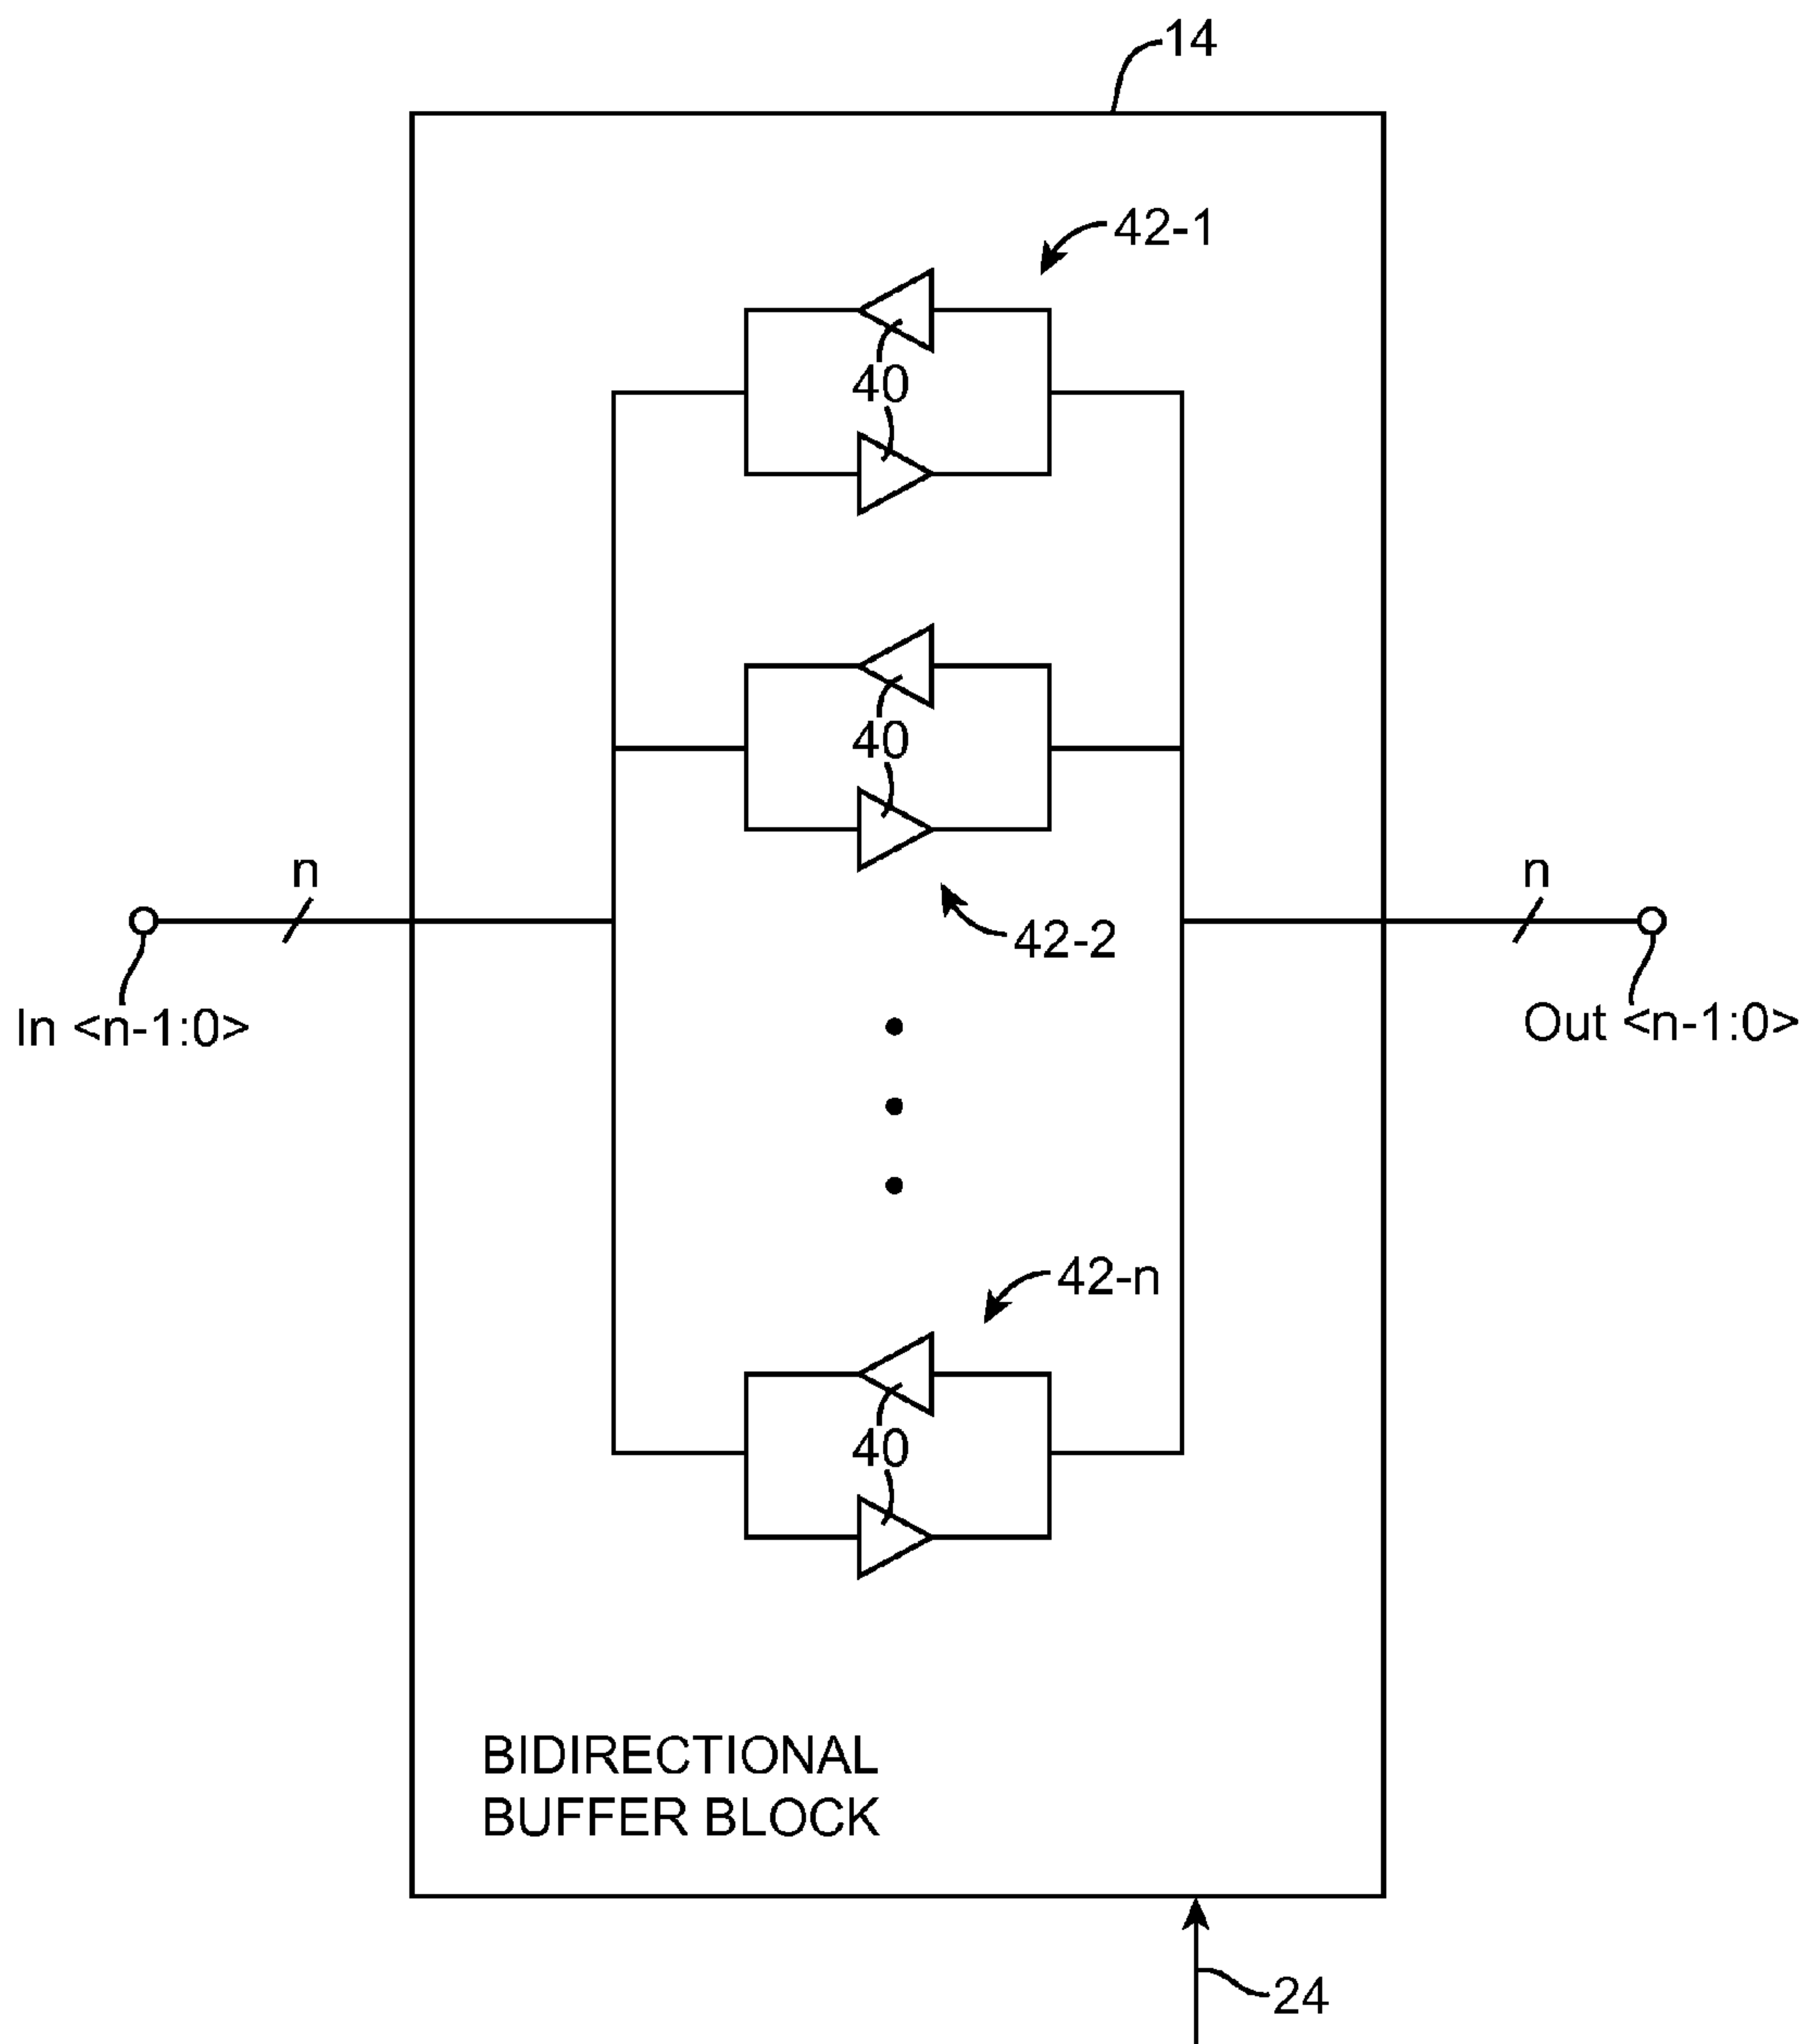 14
42-1
40
40
n
n
42-2
In <n-1:0>
Out <n-1:0>
42-n
40
BIDIRECTIONAL
BUFFER BLOCK
24